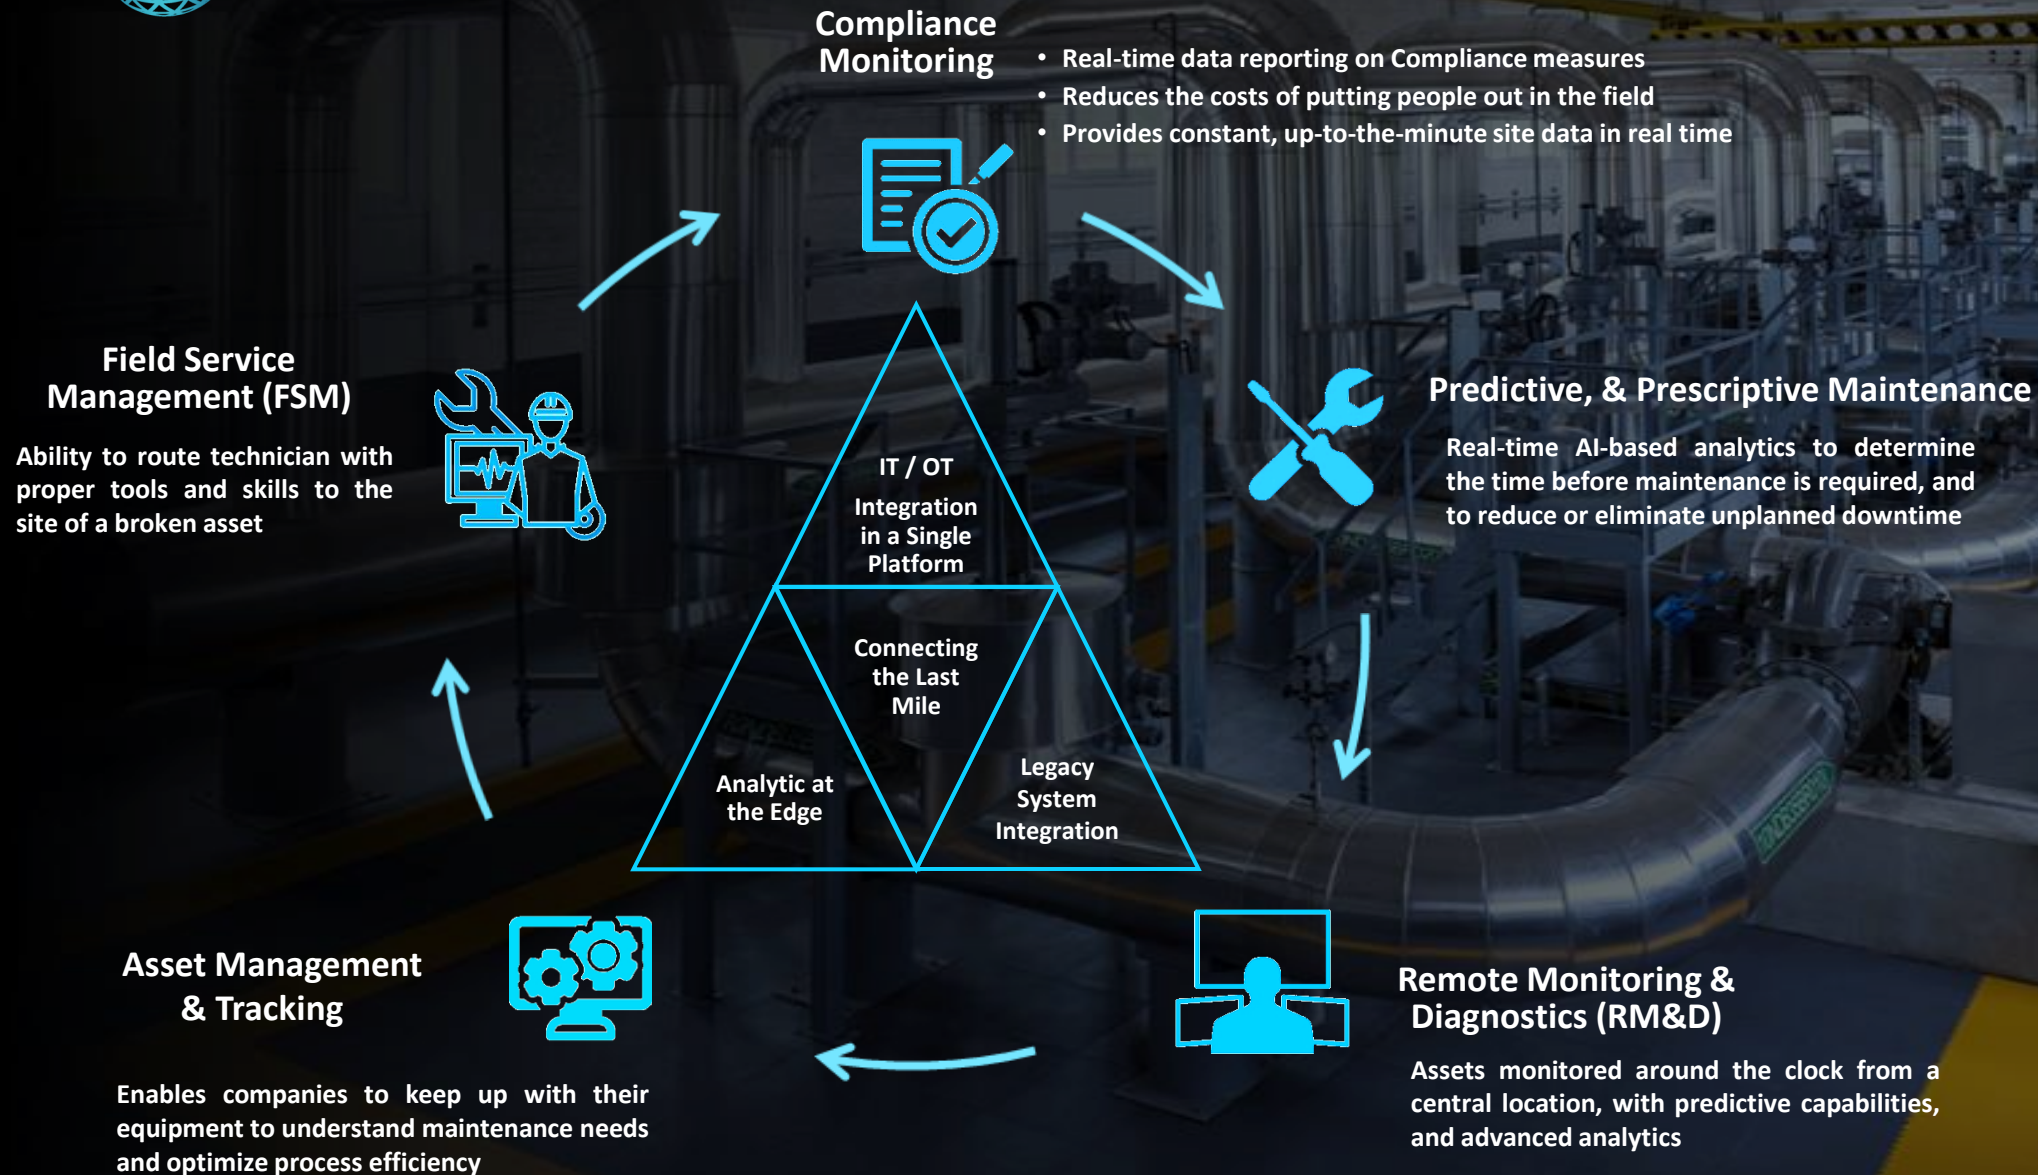 Compliance
Monitoring
• Real-time data reporting on Compliance measures
• Reduces the costs of putting people out in the field
• Provides constant, up-to-the-minute site data in real time
Field Service
Management (FSM)
Ability to route technician with
proper tools and skills to the
site of a broken asset
Predictive, & Prescriptive Maintenance
Real-time AI-based analytics to determine
the time before maintenance is required, and
to reduce or eliminate unplanned downtime
IT / OT
Integration
in a Single
Platform
Connecting
the Last
Mile
Analytic at
the Edge
Legacy
System
Integration
Asset Management
& Tracking
Enables companies to keep up with their
equipment to understand maintenance needs
and optimize process efficiency
Remote Monitoring &
Diagnostics (RM&D)
Assets monitored around the clock from a
central location, with predictive capabilities,
and advanced analytics